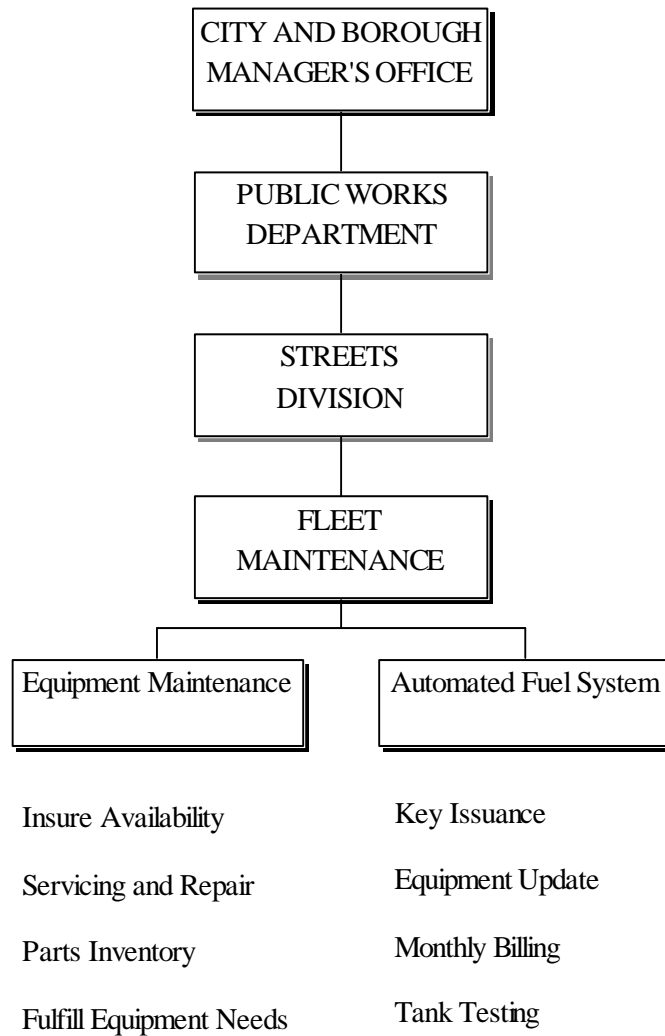 CITY AND BOROUGH
MANAGER'S OFFICE
PUBLIC WORKS
DEPARTMENT
STREETS
DIVISION
FLEET
MAINTENANCE
Equipment Maintenance
Automated Fuel System
Insure Availability
Servicing and Repair
Parts Inventory
Fulfill Equipment Needs
Key Issuance
Equipment Update
Monthly Billing
Tank Testing